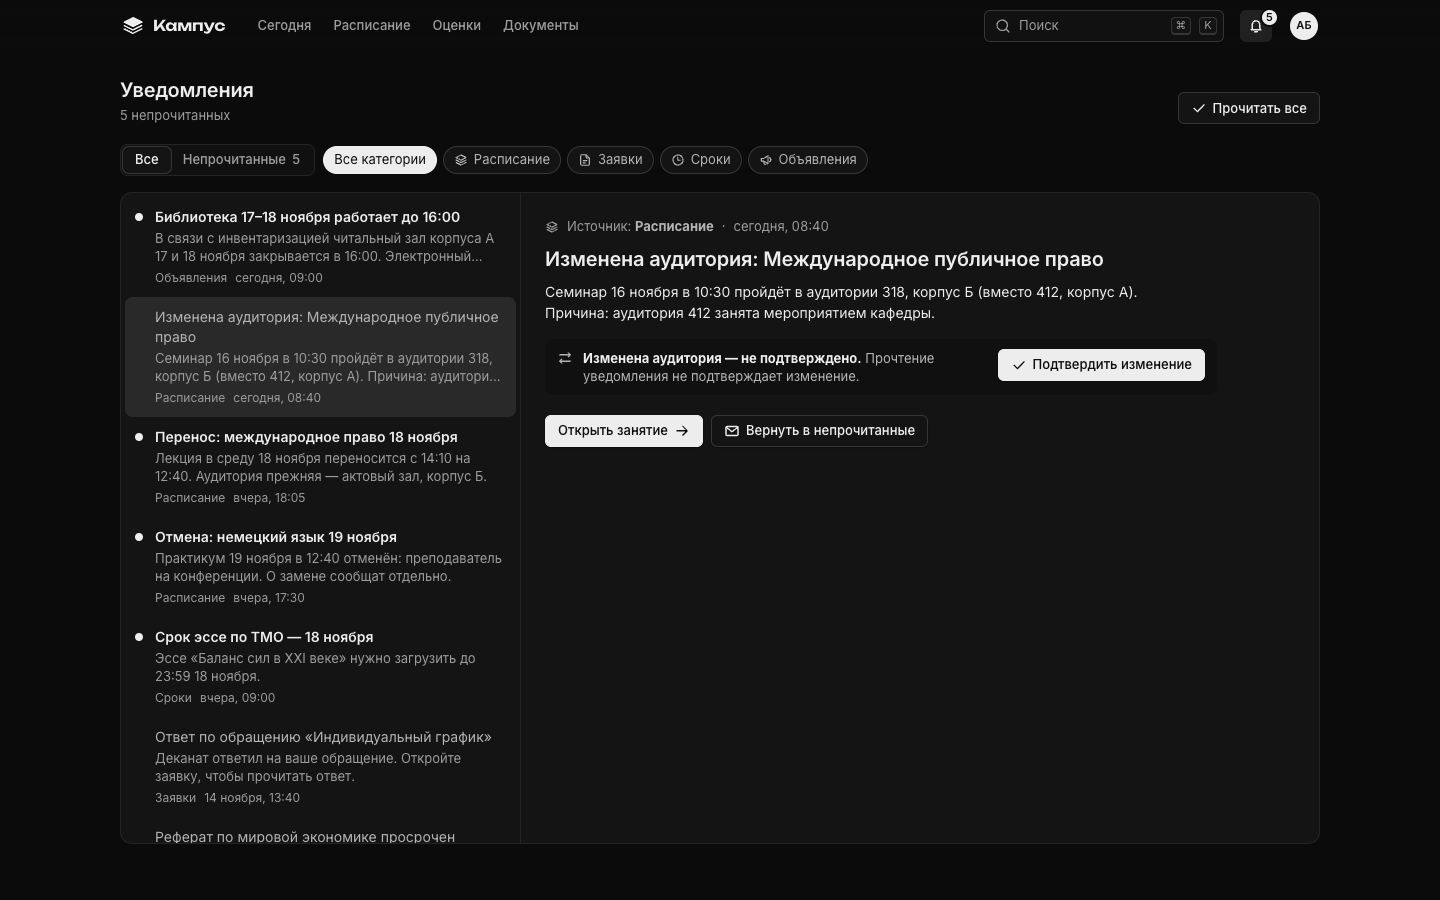 Кампус
Сегодня
Расписание
Оценки
Документы
Поиск
⌘ K
5
АБ
Уведомления
5 непрочитанных
Прочитать все
Все
Непрочитанные 5
Все категории
Расписание
Заявки
Сроки
Объявления
Библиотека 17–18 ноября работает до 16:00
В связи с инвентаризацией читальный зал корпуса А
17 и 18 ноября закрывается в 16:00. Электронный…
Объявления сегодня, 09:00
Изменена аудитория: Международное публичное
право
Семинар 16 ноября в 10:30 пройдёт в аудитории 318,
корпус Б (вместо 412, корпус А). Причина: аудитори…
Расписание сегодня, 08:40
Перенос: международное право 18 ноября
Лекция в среду 18 ноября переносится с 14:10 на
12:40. Аудитория прежняя — актовый зал, корпус Б.
Расписание вчера, 18:05
Отмена: немецкий язык 19 ноября
Практикум 19 ноября в 12:40 отменён: преподаватель
на конференции. О замене сообщат отдельно.
Расписание вчера, 17:30
Срок эссе по ТМО — 18 ноября
Эссе «Баланс сил в XXI веке» нужно загрузить до
23:59 18 ноября.
Сроки вчера, 09:00
Ответ по обращению «Индивидуальный график»
Деканат ответил на ваше обращение. Откройте
заявку, чтобы прочитать ответ.
Заявки 14 ноября, 13:40
Реферат по мировой экономике просрочен
Источник: Расписание · сегодня, 08:40
Изменена аудитория: Международное публичное право
Семинар 16 ноября в 10:30 пройдёт в аудитории 318, корпус Б (вместо 412, корпус А).
Причина: аудитория 412 занята мероприятием кафедры.
Изменена аудитория — не подтверждено. Прочтение
уведомления не подтверждает изменение.
Подтвердить изменение
Открыть занятие
Вернуть в непрочитанные